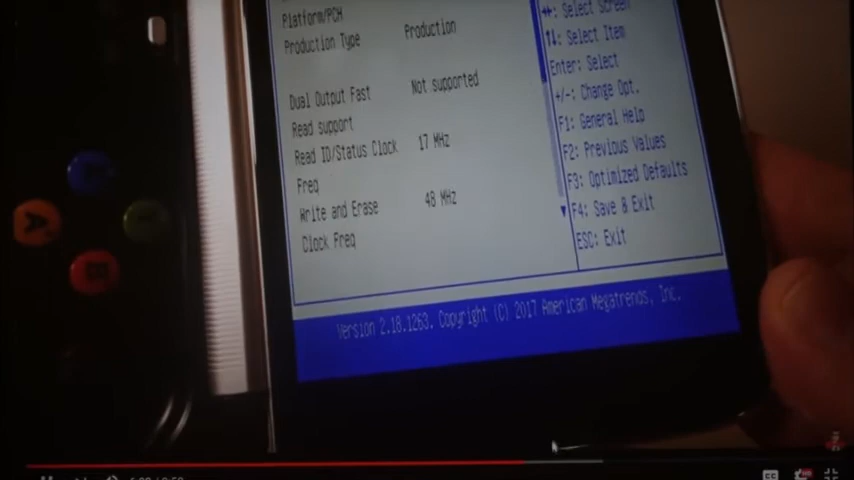 Platform/PCH
Production Type Production
Dual Output Fast Not supported
Read support
Read ID/Status Clock 17 MHz
Freq
Write and Erase 48 MHz
Clock Freq
: Select Screen
↑↓: Select Item
Enter: Select
+/-: Change Opt.
F1: General Help
F2: Previous Values
F3: Optimized Defaults
F4: Save & Exit
ESC: Exit
Version 2.18.1263. Copyright (C) 2017 American Megatrends, Inc.